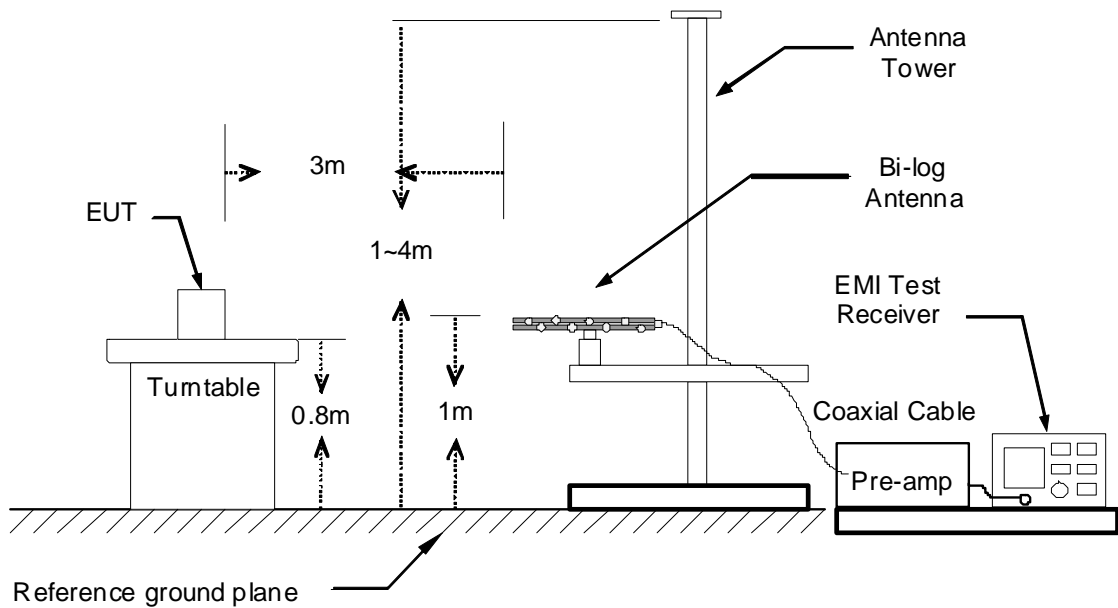 Antenna
Tower
3m
Bi-log
Antenna
EUT
1~4m
EMI Test
Receiver
Turntable
0.8m
1m
Coaxial Cable
Pre-amp
Reference ground plane